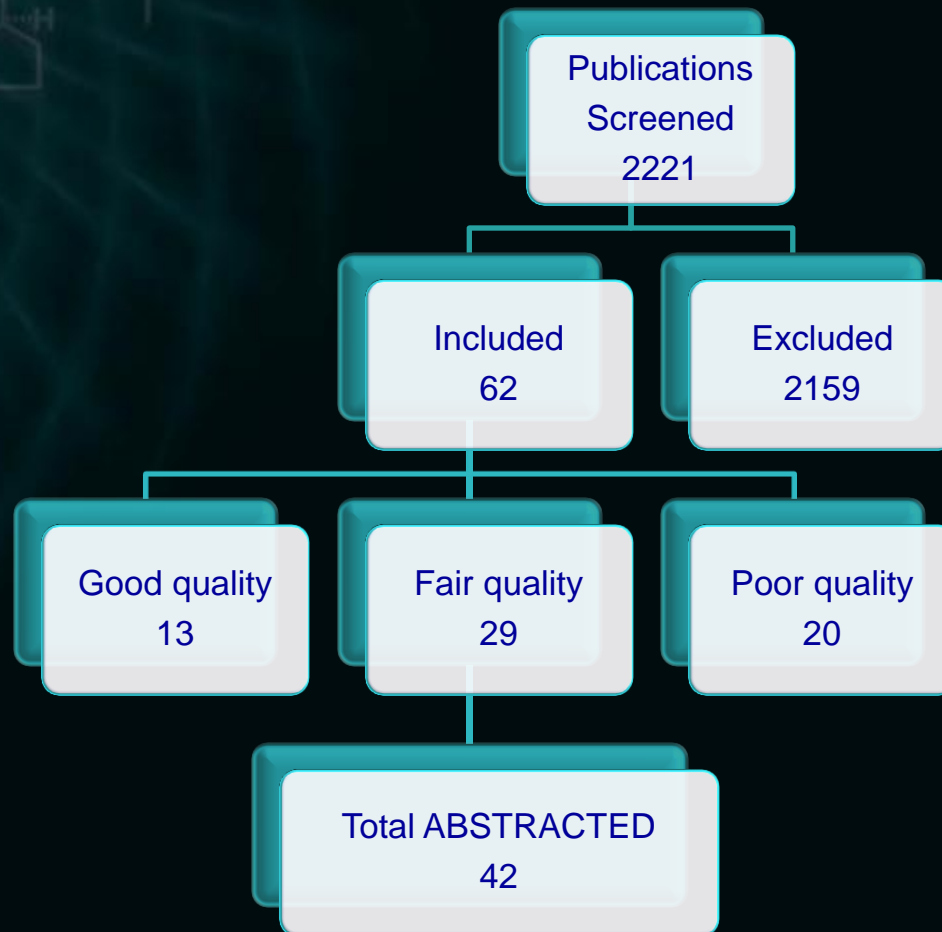 Publications
Screened
2221
Included
62
Excluded
2159
Good quality
13
Fair quality
29
Poor quality
20
Total ABSTRACTED
42